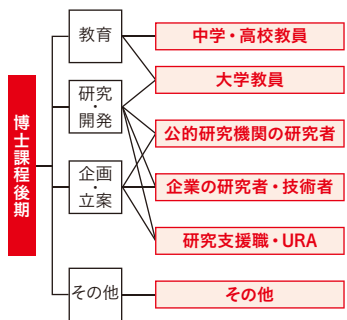 博士課程後期
教育
研究
・
開発
企画
・
立案
その他
中学・高校教員
大学教員
公的研究機関の研究者
企業の研究者・技術者
研究支援職・URA
その他